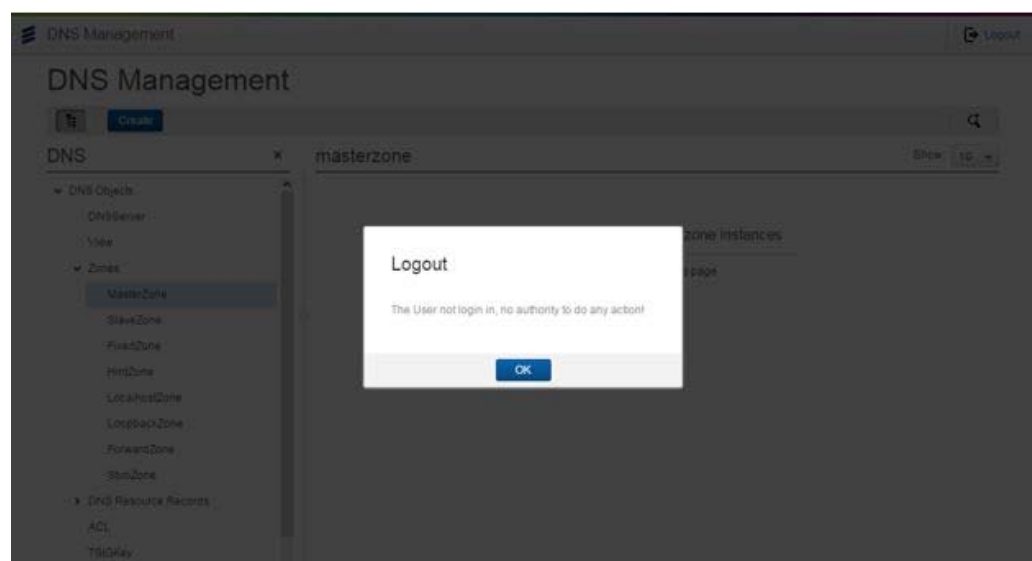 DNS Management
Logout
DNS Management
Create
DNS
masterzone
Show 10
DNS Objects
DNSServer
View
Zones
MasterZone
SlaveZone
FixedZone
HintZone
LocalhostZone
LoopbackZone
ForwardZone
StubZone
DNS Resource Records
ACL
TSIGKey
zone instances
page
Logout
The User not login in, no authority to do any action!
OK